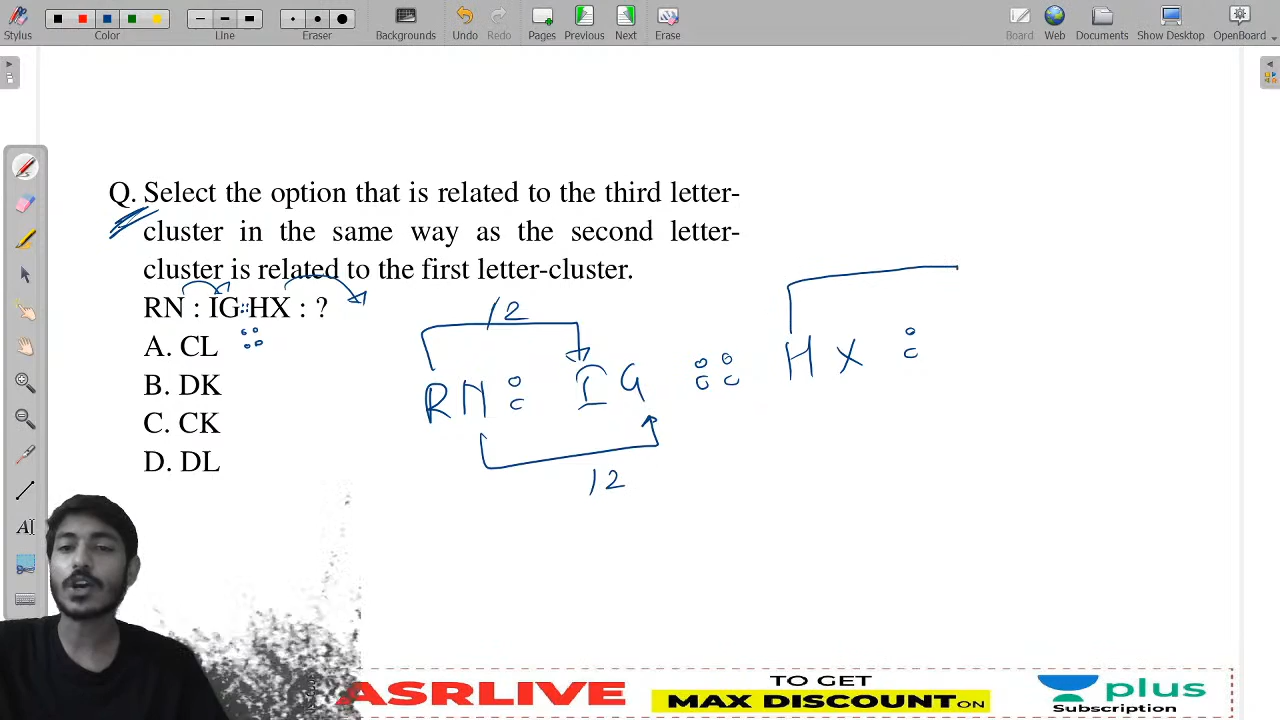 Stylus
Color
Line
Eraser
Backgrounds
Undo
Redo
Pages
Previous
Next
Erase
Board
Web
Documents
Show Desktop
OpenBoard
Q. Select the option that is related to the third letter-
cluster in the same way as the second letter-
cluster is related to the first letter-cluster.
RN : IG :: HX : ?
A. CL
B. DK
C. CK
D. DL
/2
RN : IG :: HX :
/2
ASRLIVE
TO GET
MAX DISCOUNT ON
plus
Subscription